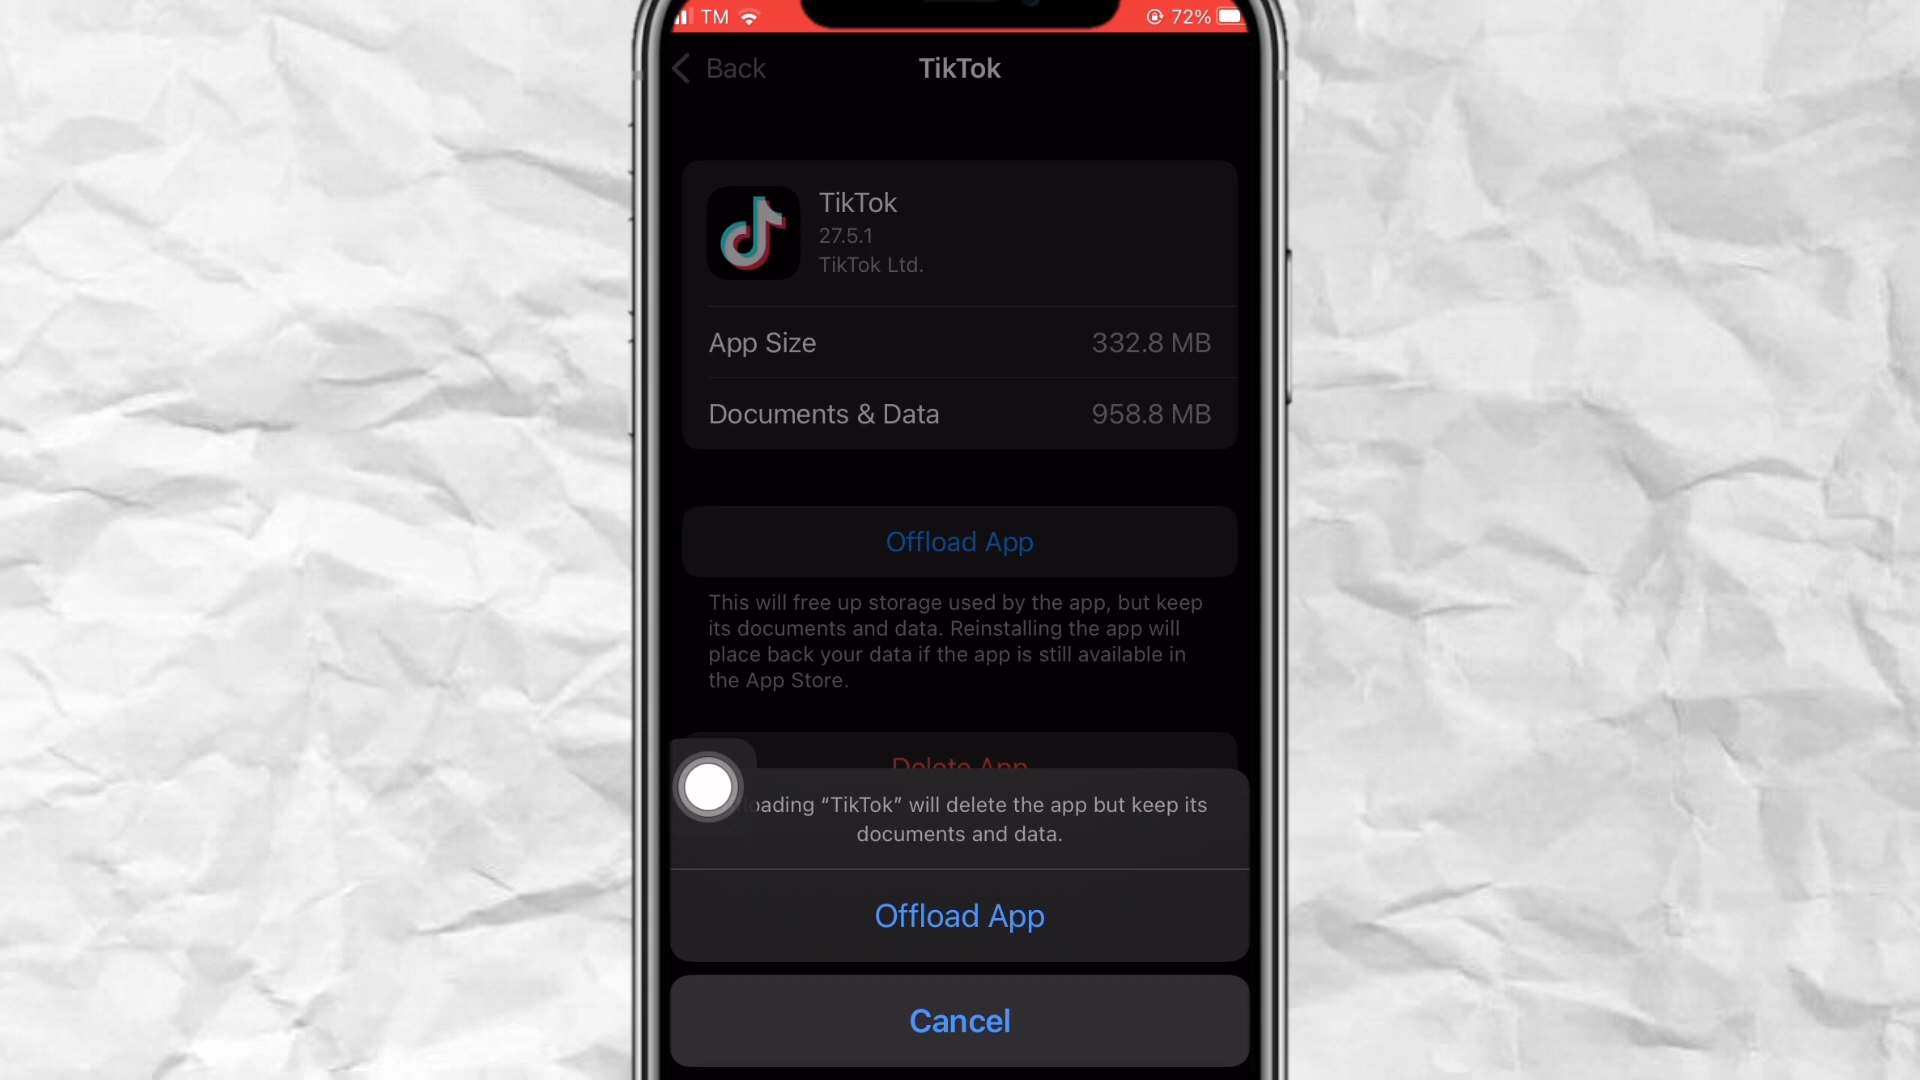 TM 72%
Back TikTok
TikTok
27.5.1
TikTok Ltd.
App Size 332.8 MB
Documents & Data 958.8 MB
Offload App
This will free up storage used by the app, but keep
its documents and data. Reinstalling the app will
place back your data if the app is still available in
the App Store.
Delete App
oading “TikTok” will delete the app but keep its
documents and data.
Offload App
Cancel